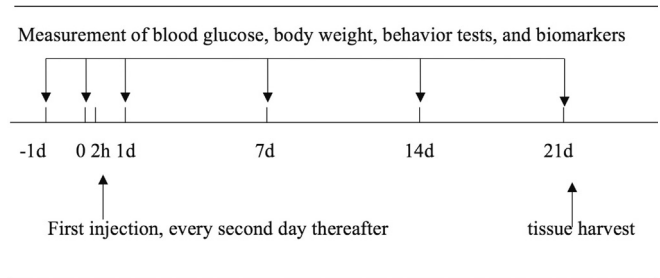 Measurement of blood glucose, body weight, behavior tests, and biomarkers
-1d 0 2h 1d 7d 14d 21d
First injection, every second day thereafter tissue harvest